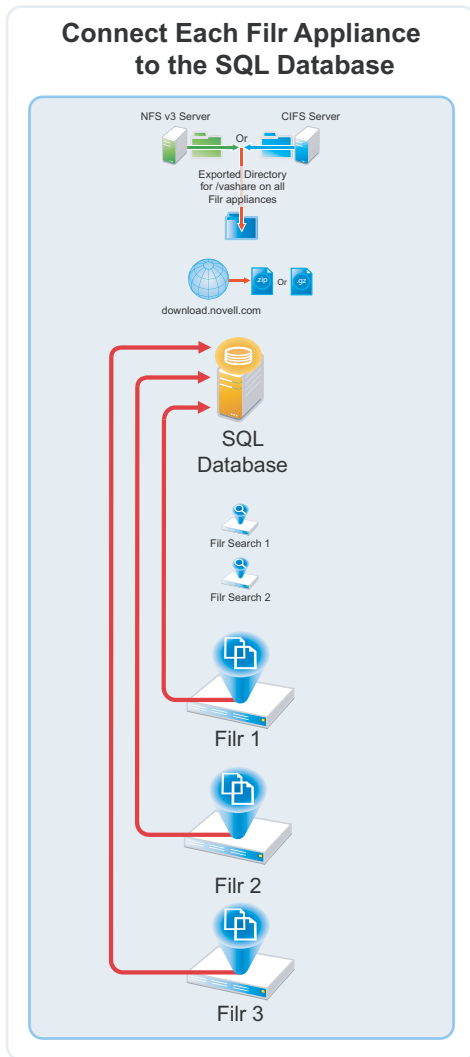 Connect Each Filr Appliance
to the SQL Database
NFS v3 Server
Or
CIFS Server
Exported Directory
for /vashare on all
Filr appliances
.zip
Or
.gz
download.novell.com
SQL
Database
Filr Search 1
Filr Search 2
Filr 1
Filr 2
Filr 3